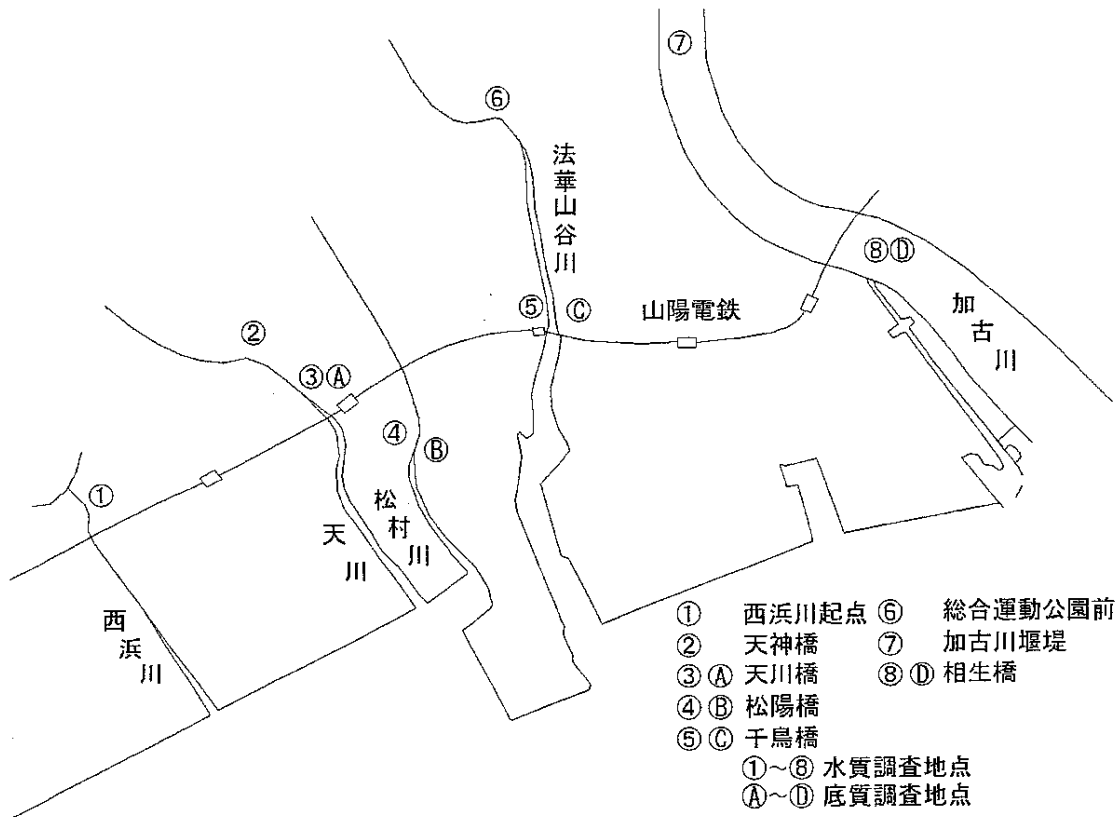 ⑦
⑥
法華山谷川
⑧Ⓓ
加古川
⑤
Ⓒ
山陽電鉄
②
③Ⓐ
④
Ⓑ
①
松村川
天川
西浜川
① 西浜川起点
② 天神橋
③Ⓐ 天川橋
④Ⓑ 松陽橋
⑤Ⓒ 千鳥橋
⑥ 総合運動公園前
⑦ 加古川堰堤
⑧Ⓓ 相生橋
①～⑧ 水質調査地点
Ⓐ～Ⓓ 底質調査地点